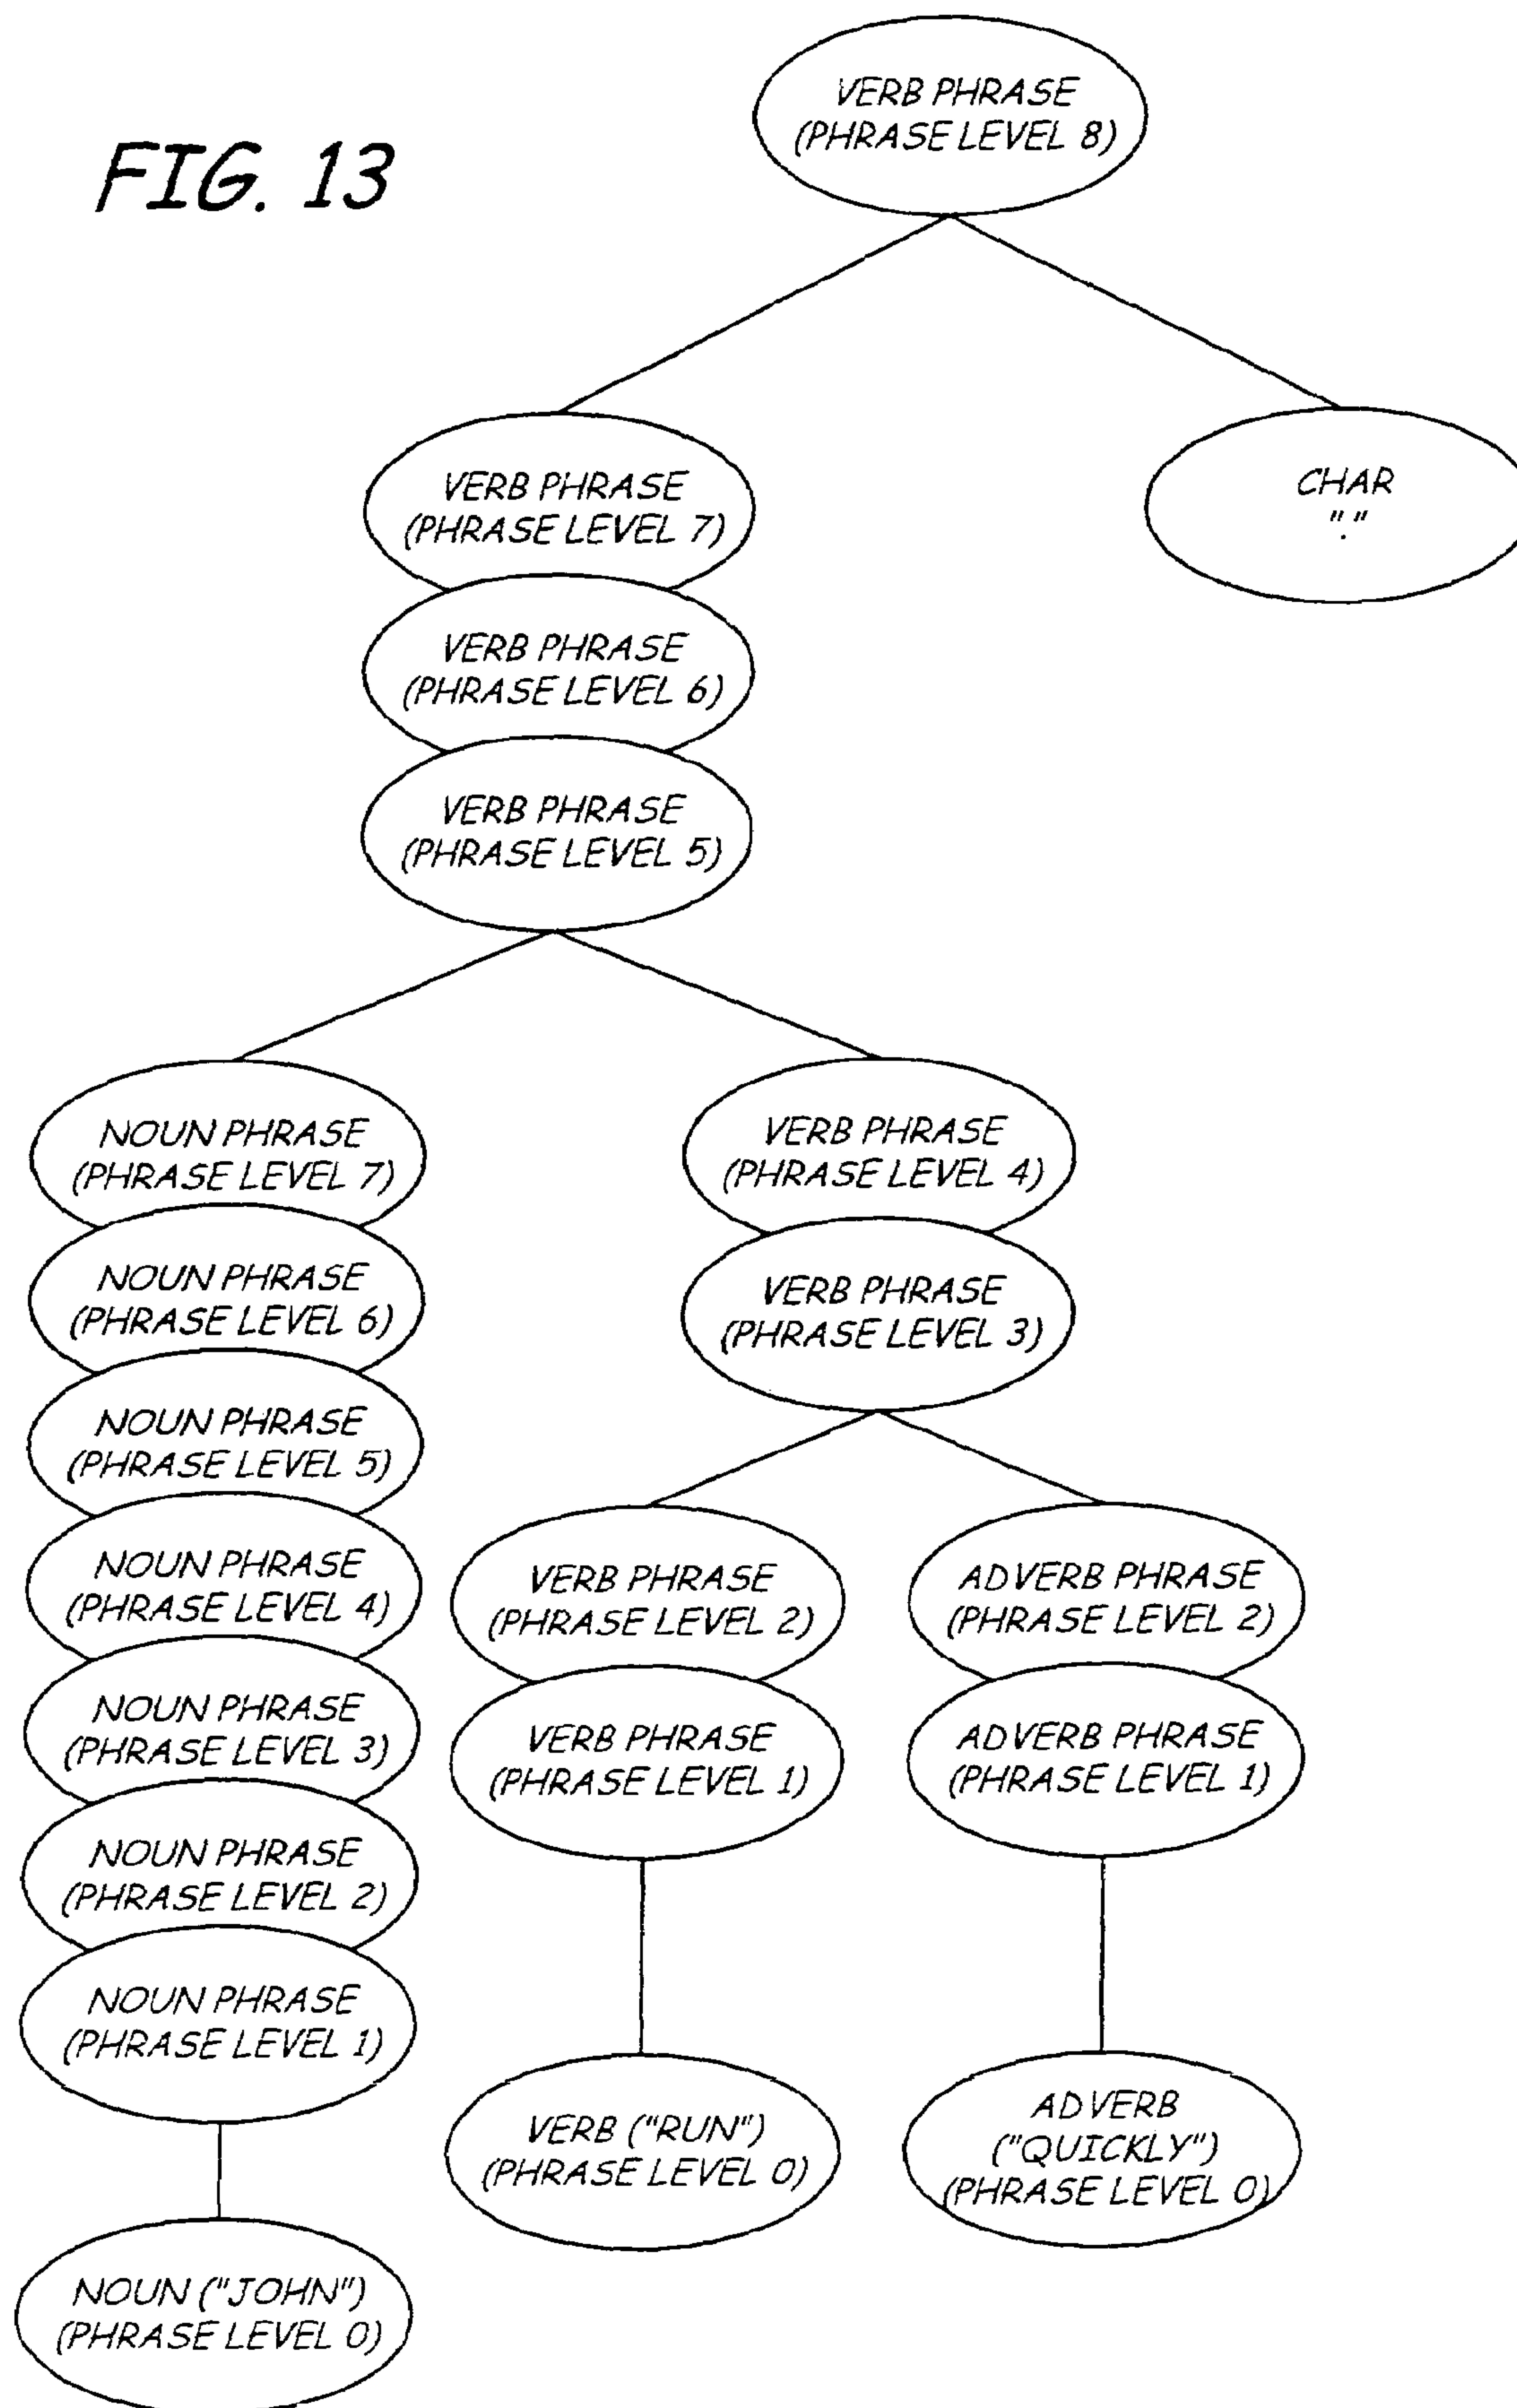 FIG. 13
VERB PHRASE
(PHRASE LEVEL 8)
VERB PHRASE
(PHRASE LEVEL 7)
CHAR
"."
VERB PHRASE
(PHRASE LEVEL 6)
VERB PHRASE
(PHRASE LEVEL 5)
NOUN PHRASE
(PHRASE LEVEL 7)
NOUN PHRASE
(PHRASE LEVEL 6)
NOUN PHRASE
(PHRASE LEVEL 5)
NOUN PHRASE
(PHRASE LEVEL 4)
NOUN PHRASE
(PHRASE LEVEL 3)
NOUN PHRASE
(PHRASE LEVEL 2)
NOUN PHRASE
(PHRASE LEVEL 1)
NOUN ("JOHN")
(PHRASE LEVEL 0)
VERB PHRASE
(PHRASE LEVEL 4)
VERB PHRASE
(PHRASE LEVEL 3)
VERB PHRASE
(PHRASE LEVEL 2)
VERB PHRASE
(PHRASE LEVEL 1)
VERB ("RUN")
(PHRASE LEVEL 0)
ADVERB PHRASE
(PHRASE LEVEL 2)
ADVERB PHRASE
(PHRASE LEVEL 1)
ADVERB
("QUICKLY")
(PHRASE LEVEL 0)